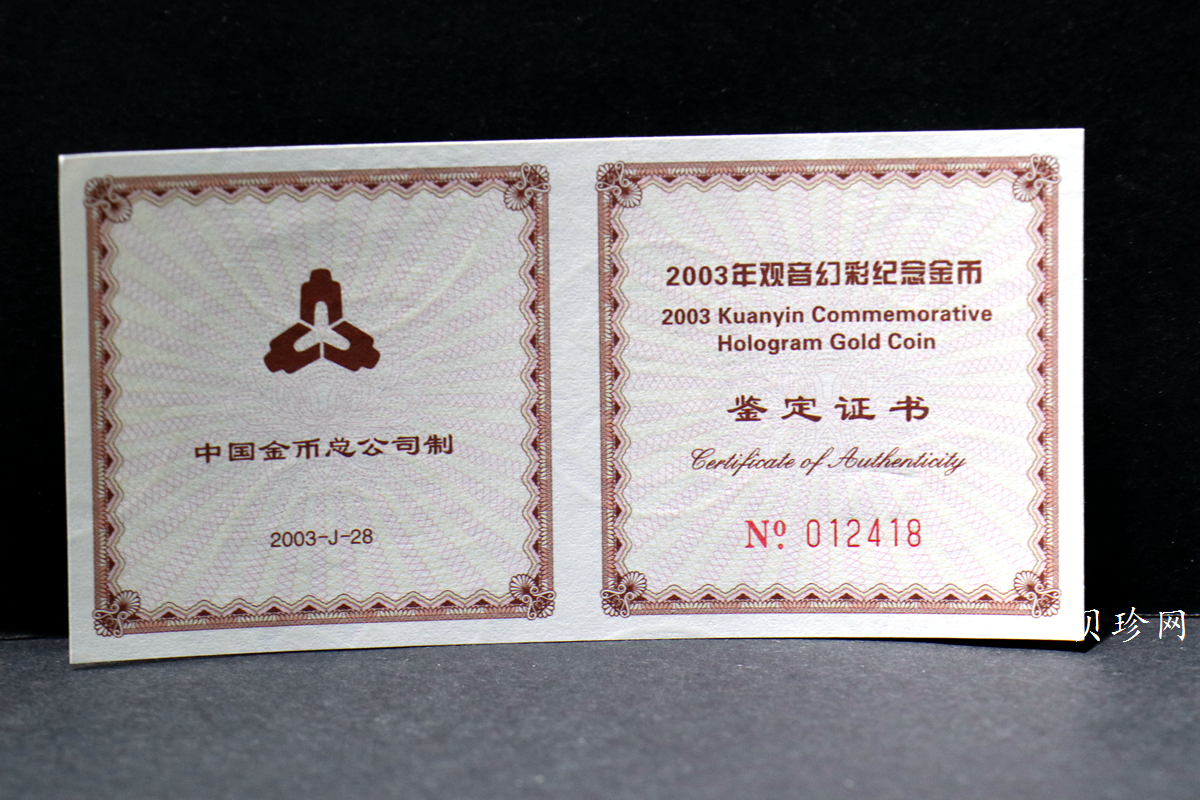 中国金币总公司制
2003-J-28
2003年观音幻彩纪念金币
2003 Kuanyin Commemorative
Hologram Gold Coin
鉴定证书
Certificate of Authenticity
Nº 012418
珍网